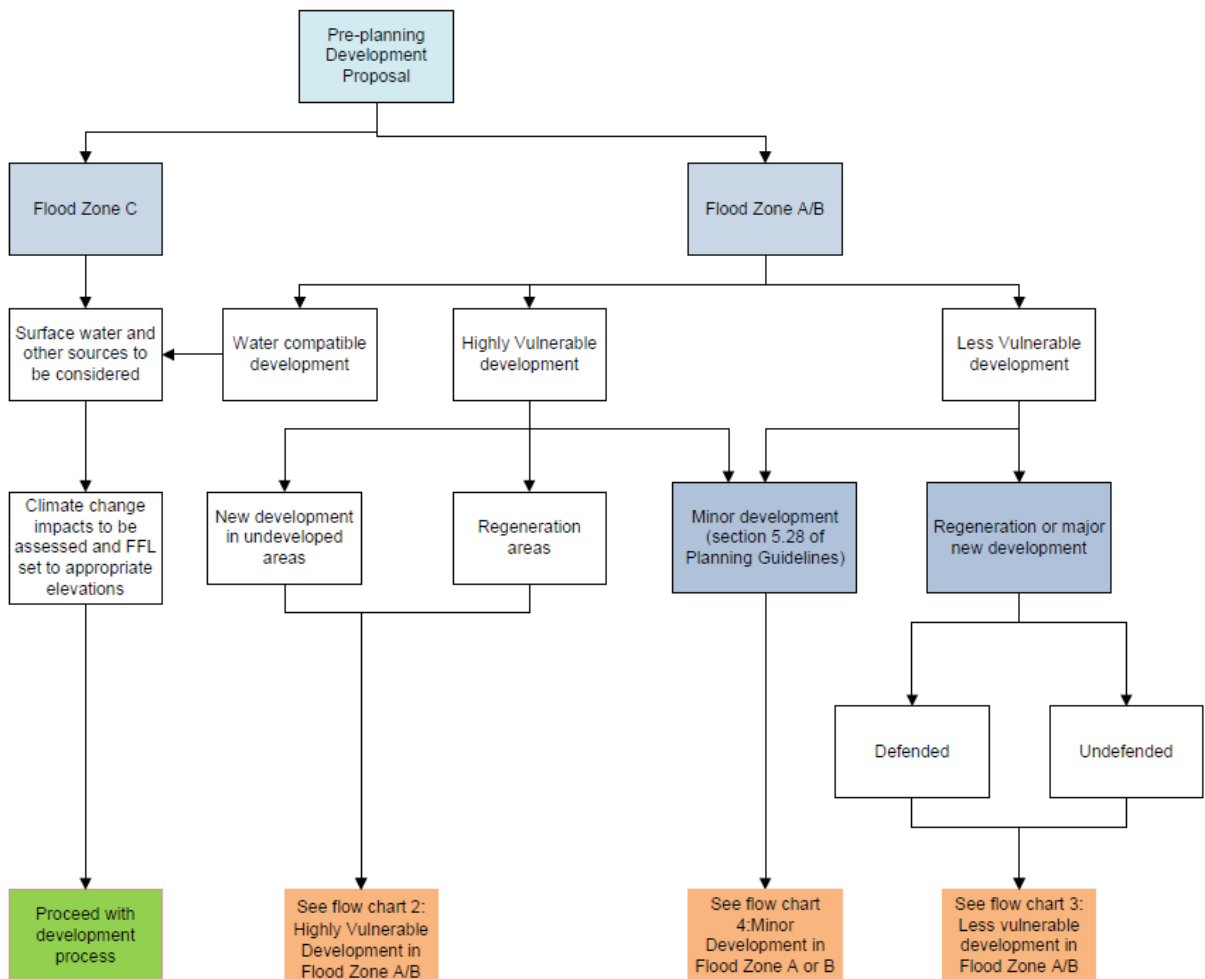 Pre-planning
Development
Proposal
Flood Zone C
Flood Zone A/B
Surface water and
other sources to
be considered
Water compatible
development
Highly Vulnerable
development
Less Vulnerable
development
Climate change
impacts to be
assessed and FFL
set to appropriate
elevations
New development
in undeveloped
areas
Regeneration
areas
Minor development
(section 5.28 of
Planning Guidelines)
Regeneration or major
new development
Defended
Undefended
Proceed with
development
process
See flow chart 2:
Highly Vulnerable
Development in
Flood Zone A/B
See flow chart
4:Minor
Development in
Flood Zone A or B
See flow chart 3:
Less vulnerable
development in
Flood Zone A/B